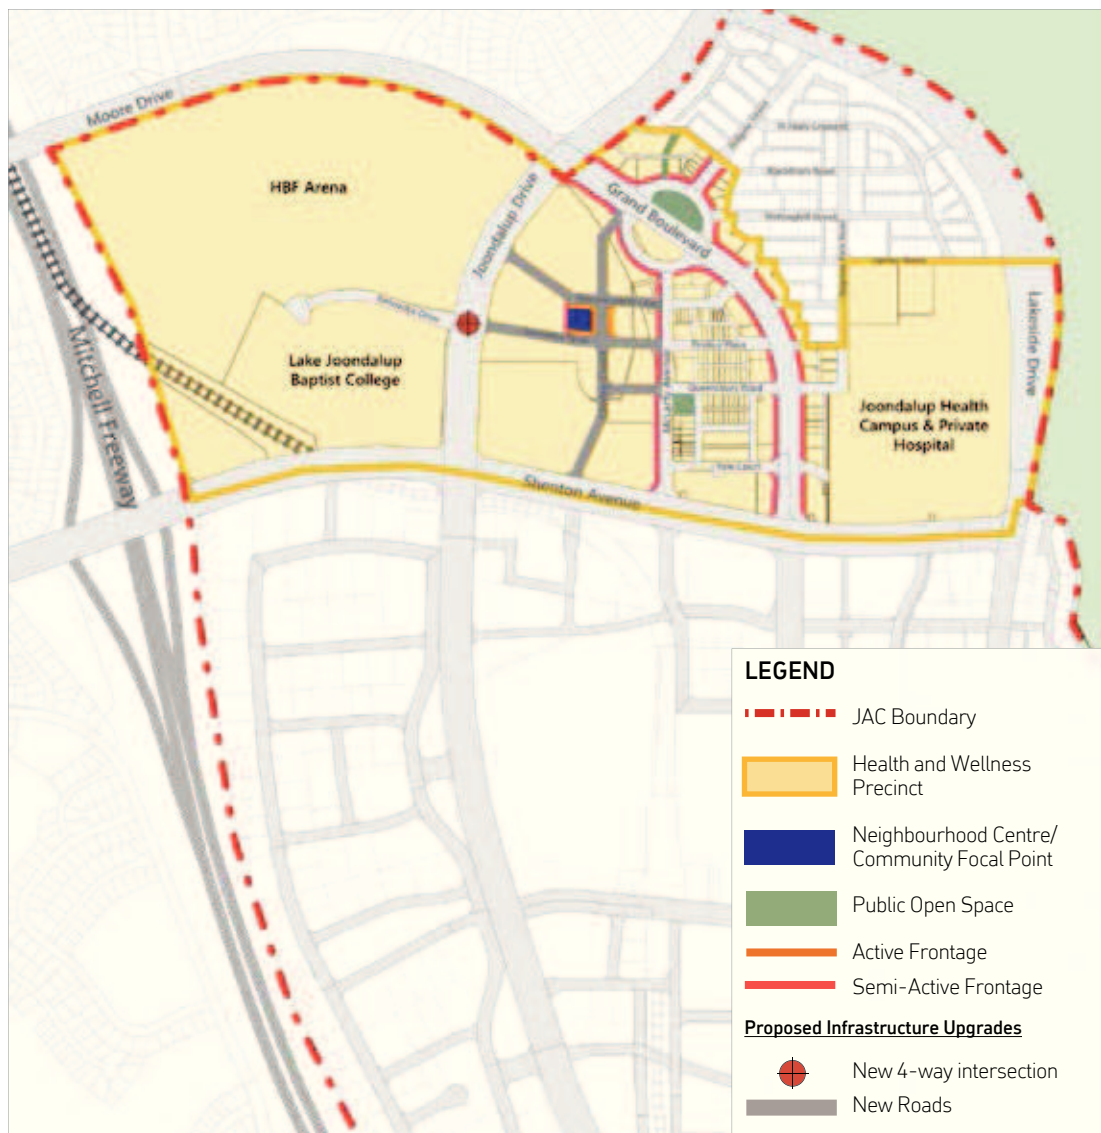 Moore Drive
HBF Arena
Joondalup Drive
Grand Boulevard
Lakeside Drive
Mitchell Freeway
Lake Joondalup
Baptist College
Joondalup Health
Campus & Private
Hospital
Shenton Avenue
LEGEND
JAC Boundary
Health and Wellness
Precinct
Neighbourhood Centre/
Community Focal Point
Public Open Space
Active Frontage
Semi-Active Frontage
Proposed Infrastructure Upgrades
New 4-way intersection
New Roads